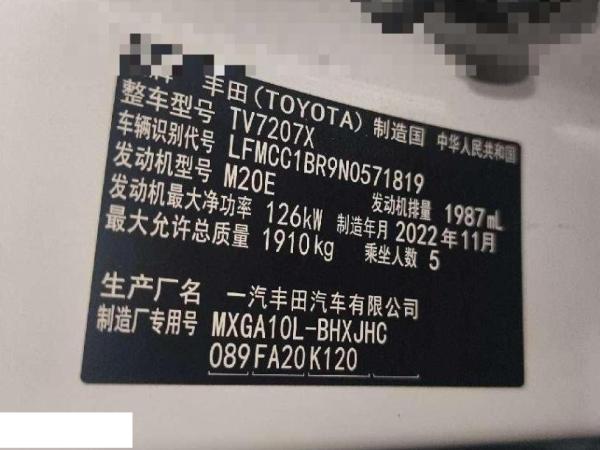 丰田(TOYOTA) 制造国 中华人民共和国
整车型号 TV7207X
车辆识别代号 LFMCC1BR9N0571819
发动机型号 M20E 发动机排量 1987mL
发动机最大净功率 126kW 制造年月 2022年11月
最大允许总质量 1910kg 乘坐人数 5
生产厂名 一汽丰田汽车有限公司
制造厂专用号 MXGA10L-BHXJHC
089 FA20 K120